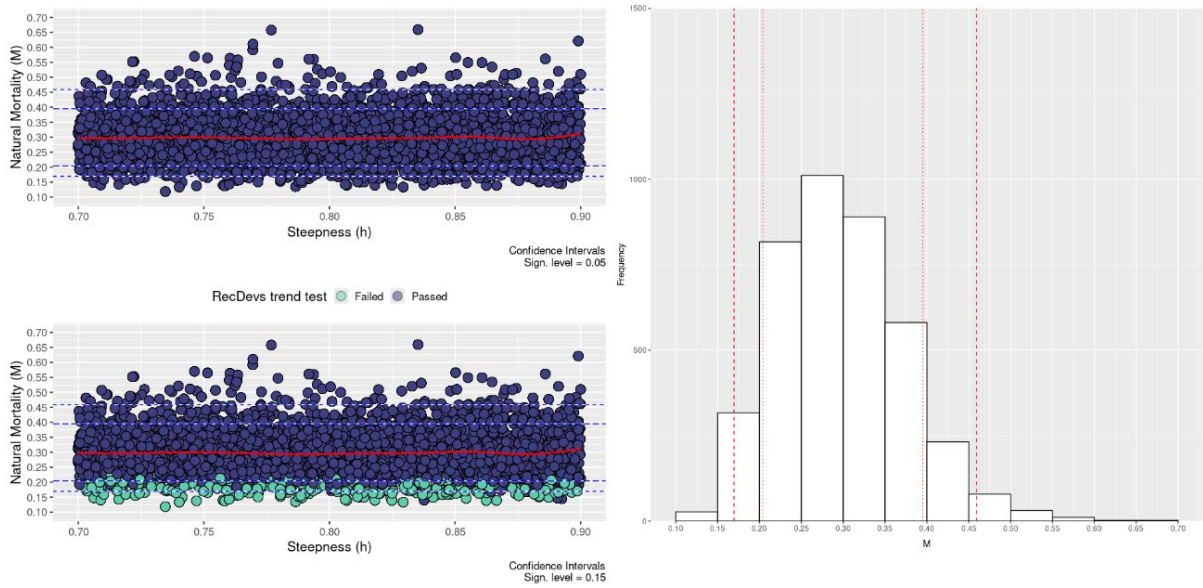 0.70
0.65
0.60
0.55
0.50
0.45
0.40
0.35
0.30
0.25
0.20
0.15
0.10
Natural Mortality (M)
0.70 0.75 0.80 0.85 0.90
Steepness (h)
Confidence Intervals
Sign. level = 0.05
RecDevs trend test Failed Passed
0.70
0.65
0.60
0.55
0.50
0.45
0.40
0.35
0.30
0.25
0.20
0.15
0.10
Natural Mortality (M)
0.70 0.75 0.80 0.85 0.90
Steepness (h)
Confidence Intervals
Sign. level = 0.15
1500
1000
500
0
Frequency
0.10 0.15 0.20 0.25 0.30 0.35 0.40 0.45 0.50 0.55 0.60 0.65 0.70
M